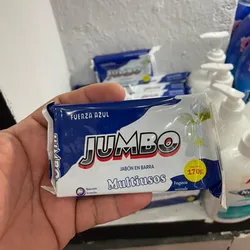 FUERZA AZUL
JUMBO
JABÓN EN BARRA
Multiusos
170g